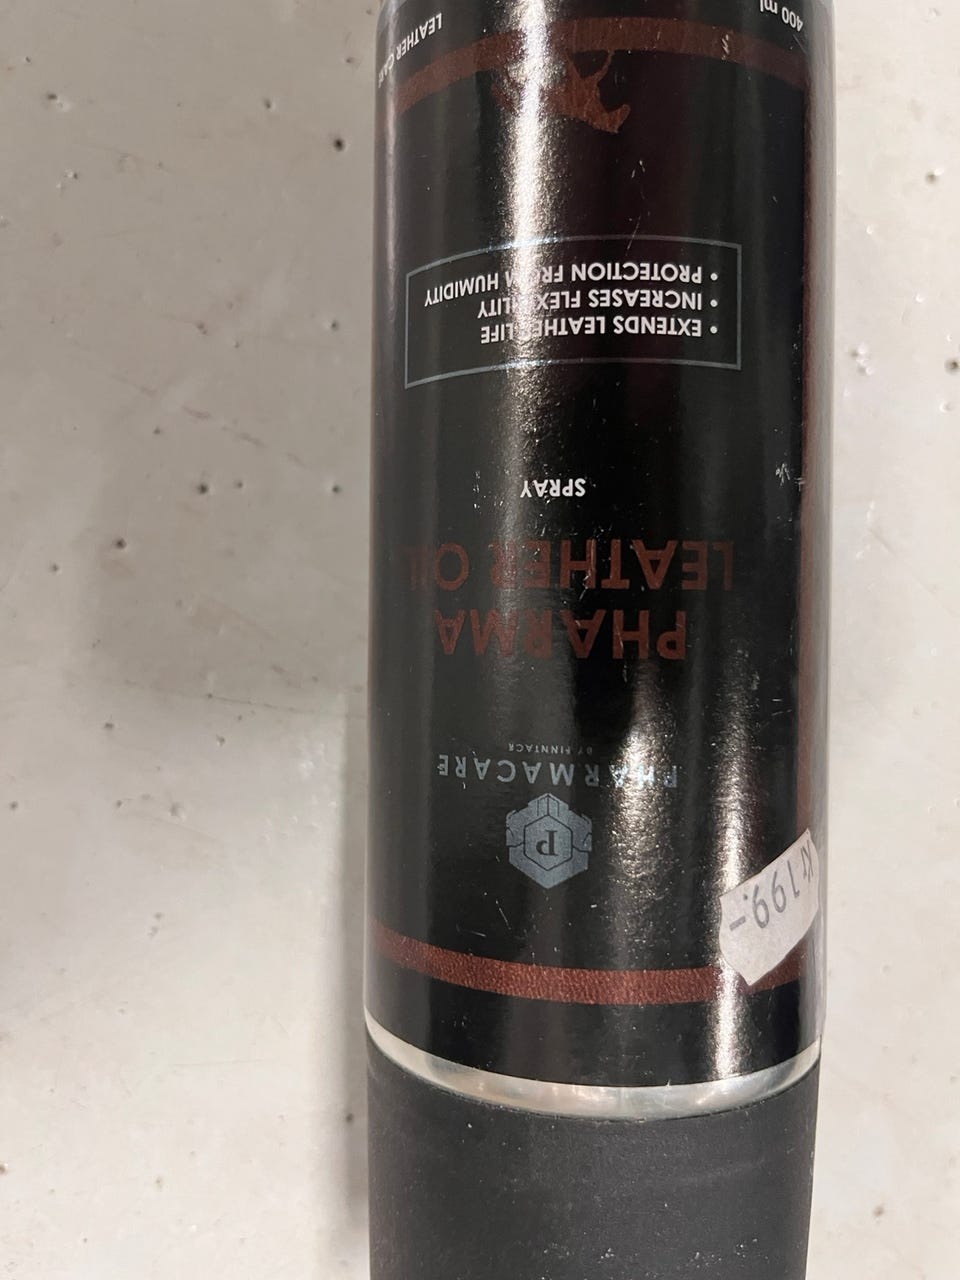 P
PHARMACARE
BY FINNTACK
PHARMA
LEATHER OIL
SPRAY
• EXTENDS LEATHER LIFE
• INCREASES FLEXIBILITY
• PROTECTION FROM HUMIDITY
400 ml
LEATHER CARE
Kr 199.-